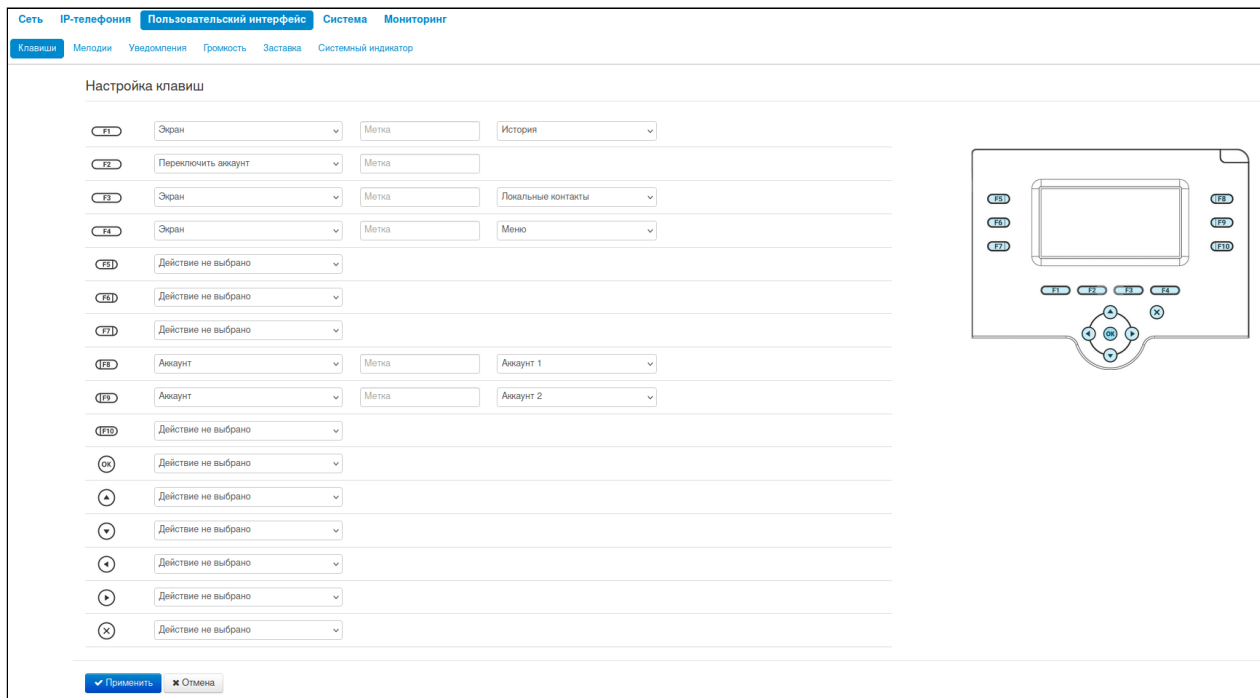 Сеть IP-телефония Пользовательский интерфейс Система Мониторинг
Клавиши Мелодии Уведомления Громкость Заставка Системный индикатор
Настройка клавиш
F1 Экран Метка История
F2 Переключить аккаунт Метка
F3 Экран Метка Локальные контакты
F4 Экран Метка Меню
F5 Действие не выбрано
F6 Действие не выбрано
F7 Действие не выбрано
F8 Аккаунт Метка Аккаунт 1
F9 Аккаунт Метка Аккаунт 2
F10 Действие не выбрано
OK Действие не выбрано
Действие не выбрано
Действие не выбрано
Действие не выбрано
Действие не выбрано
Действие не выбрано
Применить Отмена
F5 F8
F6 F9
F7 F10
F1 F2 F3 F4
OK